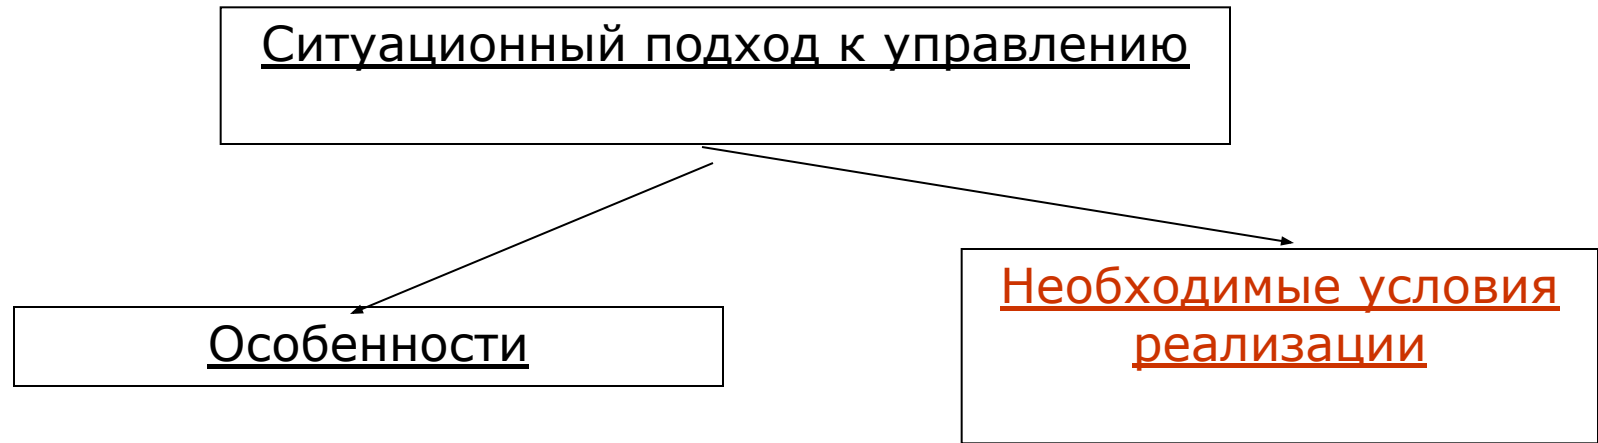 Ситуационный подход к управлению
Особенности
Необходимые условия
реализации